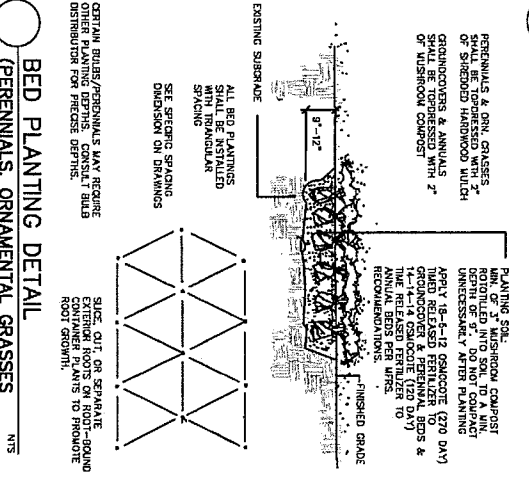 PERENNIALS & ORN. GRASSES
SHALL BE TOPDRESSED WITH 2"
OF SHREDDED HARDWOOD MULCH
GROUNDCOVERS & ANNUALS
SHALL BE TOPDRESSED WITH 2"
OF MUSHROOM COMPOST
PLANTING SOIL:
MIN. OF 3" MUSHROOM COMPOST
ROTOTILLED INTO SOIL TO A MIN.
DEPTH OF 9". DO NOT COMPACT
UNNECESSARILY AFTER PLANTING
APPLY 18-6-12 OSMOCOTE (270 DAY)
TIMED RELEASED FERTILIZER TO
GROUNDCOVER & PERENNIAL BEDS &
14-14-14 OSMOCOTE (120 DAY)
TIME RELEASED FERTILIZER TO
ANNUAL BEDS PER MFRS.
RECOMMENDATIONS.
FINISHED GRADE
9"-12"
EXISTING SUBGRADE
ALL BED PLANTINGS
SHALL BE INSTALLED
WITH TRIANGULAR
SPACING
SEE SPECIFIC SPACING
DIMENSION ON DRAWINGS
CERTAIN BULBS/PERENNIALS MAY REQUIRE
OTHER PLANTING DEPTHS. CONSULT BULB
DISTRIBUTOR FOR PRECISE DEPTHS.
SLICE, CUT, OR SEPARATE
EXTERIOR ROOTS ON ROOT-BOUND
CONTAINER PLANTS TO PROMOTE
ROOT GROWTH.
BED PLANTING DETAIL
(PERENNIALS, ORNAMENTAL GRASSES
NTS